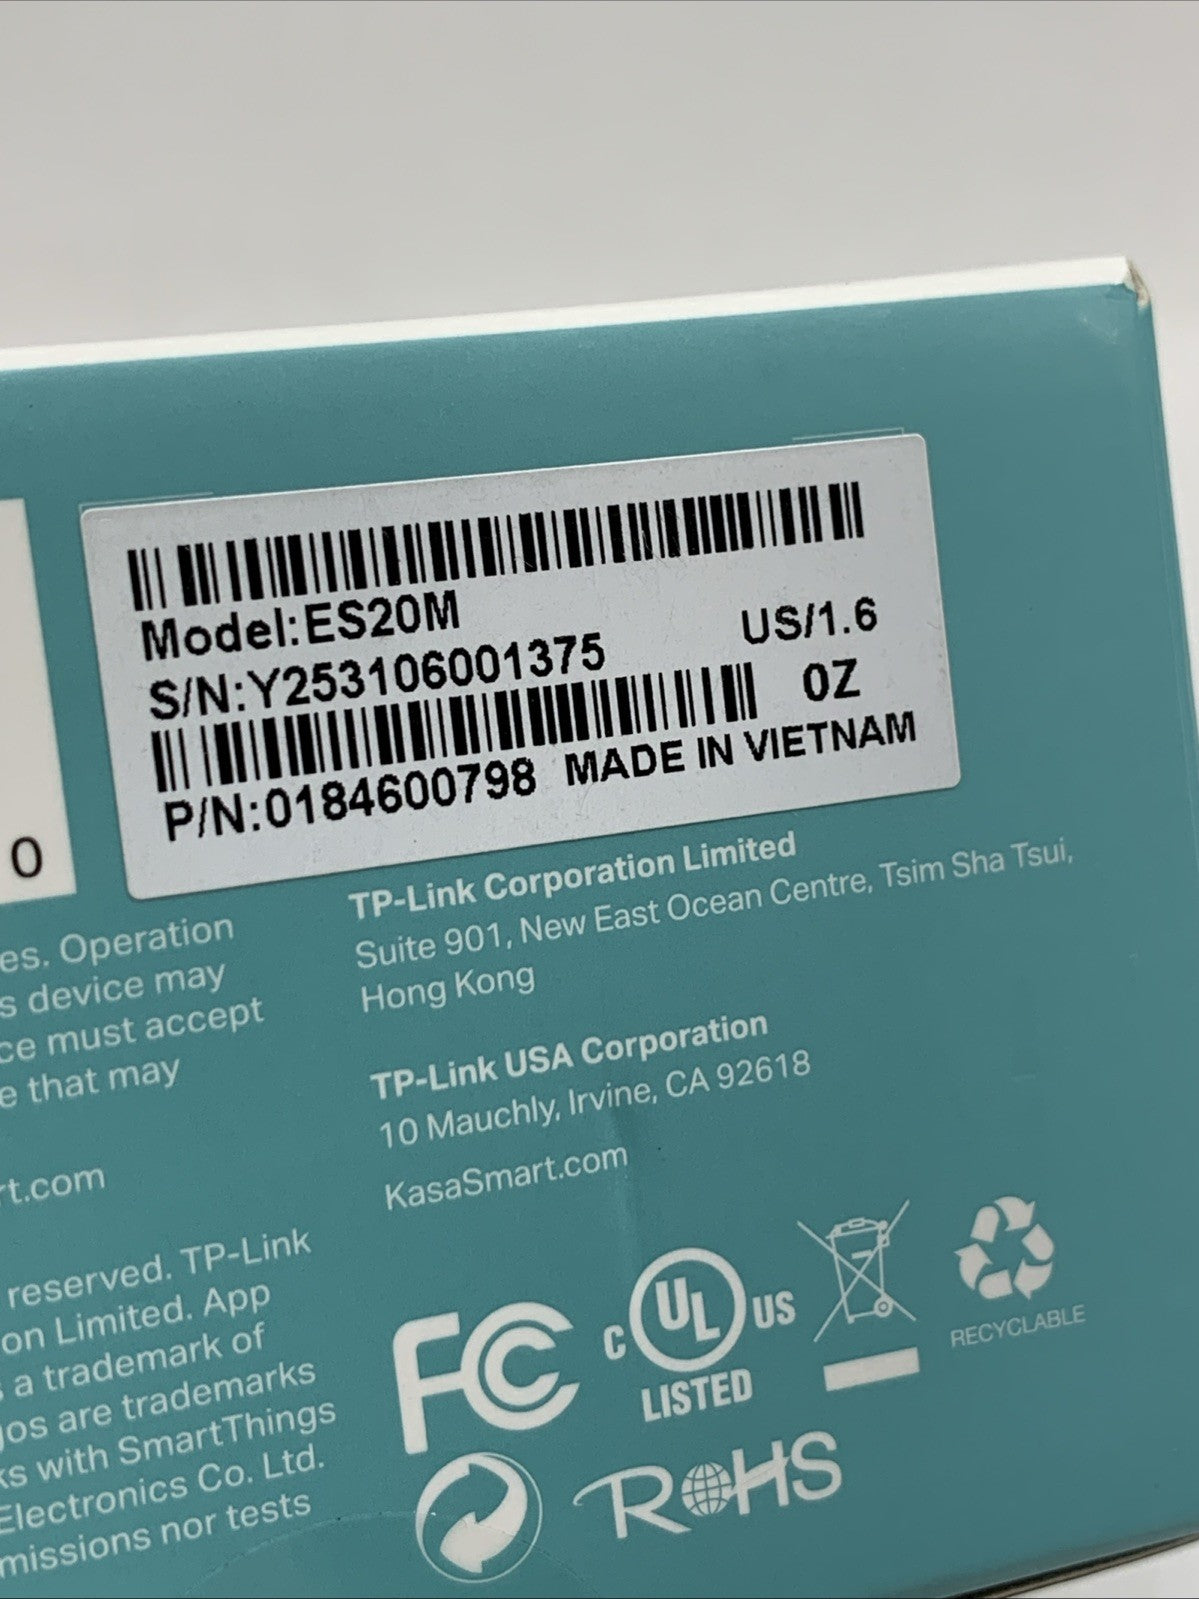 Model:ES20M
US/1.6
S/N:Y253106001375
0Z
P/N:0184600798 MADE IN VIETNAM
0
es. Operation
s device may
ce must accept
e that may
rt.com
reserved. TP-Link
on Limited. App
a trademark of
os are trademarks
ks with SmartThings
Electronics Co. Ltd.
missions nor tests
TP-Link Corporation Limited
Suite 901, New East Ocean Centre, Tsim Sha Tsui,
Hong Kong
TP-Link USA Corporation
10 Mauchly, Irvine, CA 92618
KasaSmart.com
FC
C UL US
LISTED
RECYCLABLE
ROHS